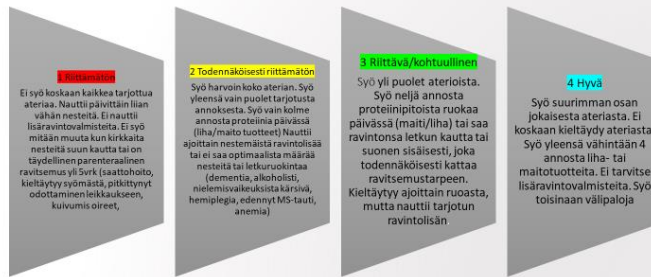 1 Riittämätön
Ei syö koskaan kaikkea tarjottua
ateriaa. Nauttii päivittäin liian
vähän nesteitä. Ei nauti
lisäravintovalmisteita. Ei syö
mitään muuta kun kirkkaita
nesteitä suun kautta tai on
täydellinen parenteraalinen
ravitsemus yli 5vrk (saattohoito,
kieltäytyy syömästä, pitkittynyt
odottaminen leikkaukseen,
kuivumis oireet,
2 Todennäköisesti riittämätön
Syö harvoin koko aterian. Syö
yleensä vain puolet tarjotusta
annoksesta. Syö vain kolme
annosta proteiinia päivässä
(liha/maito tuotteet) Nauttii
ajoittain nestemäistä ravintolisää
tai ei saa optimaalista määrää
nesteitä tai letkuruokintaa
(dementia, alkoholisti,
nielemisvaikeuksista kärsivä,
hemiplegia, edennyt MS-tauti,
anemia)
3 Riittävä/kohtuullinen
Syö yli puolet aterioista.
Syö neljä annosta
proteiinipitoista ruokaa
päivässä (maiti/liha) tai saa
ravintonsa letkun kautta tai
suonen sisäisesti, joka
todennäköisesti kattaa
ravitsemustarpeen.
Kieltäytyy ajoittain ruoasta,
mutta nauttii tarjotun
ravintolisän
4 Hyvä
Syö suurimman osan
jokaisesta ateriasta. Ei
koskaan kieltäydy ateriasta.
Syö yleensä vähintään 4
annosta liha- tai
maitotuotteita. Ei tarvitse
lisäravintovalmisteita. Syö
toisinaan välipaloja